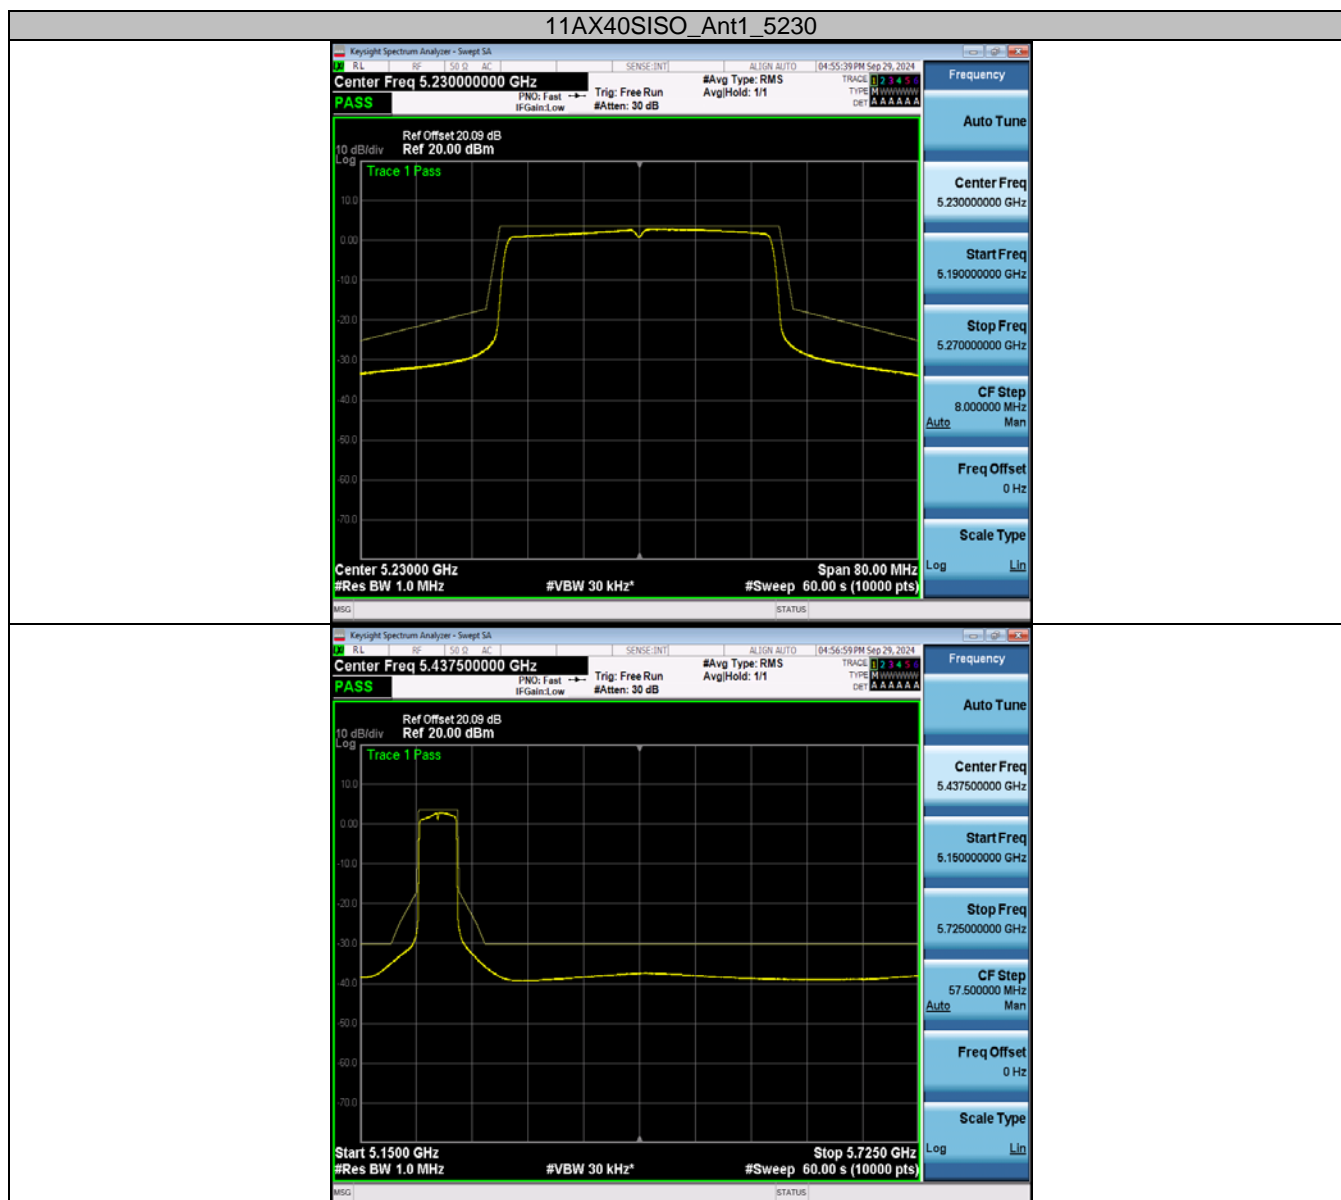 11AX40SISO_Ant1_5230
Keysight Spectrum Analyzer - Swept SA
RL RF 50 Ω AC SENSE:INT ALIGN AUTO 04:55:39 PM Sep 29, 2024
Center Freq 5.230000000 GHz
PASS
PNO: Fast
IFGain:Low
Trig: Free Run
#Atten: 30 dB
#Avg Type: RMS
Avg|Hold: 1/1
TRACE 1 2 3 4 5 6
TYPE M WWWWW
DET A A A A A A
Ref Offset 20.09 dB
10 dB/div Ref 20.00 dBm
Log
Trace 1 Pass
10.0
0.00
-10.0
-20.0
-30.0
-40.0
-50.0
-60.0
-70.0
Center 5.23000 GHz Span 80.00 MHz
#Res BW 1.0 MHz #VBW 30 kHz* #Sweep 60.00 s (10000 pts)
MSG STATUS
Frequency
Auto Tune
Center Freq
5.230000000 GHz
Start Freq
5.190000000 GHz
Stop Freq
5.270000000 GHz
CF Step
8.000000 MHz
Auto Man
Freq Offset
0 Hz
Scale Type
Log Lin
Keysight Spectrum Analyzer - Swept SA
RL RF 50 Ω AC SENSE:INT ALIGN AUTO 04:56:59 PM Sep 29, 2024
Center Freq 5.437500000 GHz
PASS
PNO: Fast
IFGain:Low
Trig: Free Run
#Atten: 30 dB
#Avg Type: RMS
Avg|Hold: 1/1
TRACE 1 2 3 4 5 6
TYPE M WWWWW
DET A A A A A A
Ref Offset 20.09 dB
10 dB/div Ref 20.00 dBm
Log
Trace 1 Pass
10.0
0.00
-10.0
-20.0
-30.0
-40.0
-50.0
-60.0
-70.0
Start 5.1500 GHz Stop 5.7250 GHz
#Res BW 1.0 MHz #VBW 30 kHz* #Sweep 60.00 s (10000 pts)
MSG STATUS
Frequency
Auto Tune
Center Freq
5.437500000 GHz
Start Freq
5.150000000 GHz
Stop Freq
5.725000000 GHz
CF Step
57.500000 MHz
Auto Man
Freq Offset
0 Hz
Scale Type
Log Lin